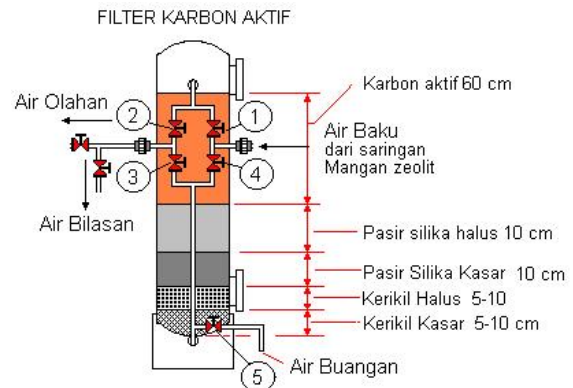 FILTER KARBON AKTIF
Karbon aktif 60 cm
Air Olahan
2
1
Air Baku
dari saringan
Mangan zeolit
3
4
Air Bilasan
Pasir silika halus 10 cm
Pasir Silika Kasar 10 cm
Kerikil Halus 5-10
Kerikil Kasar 5-10 cm
Air Buangan
5